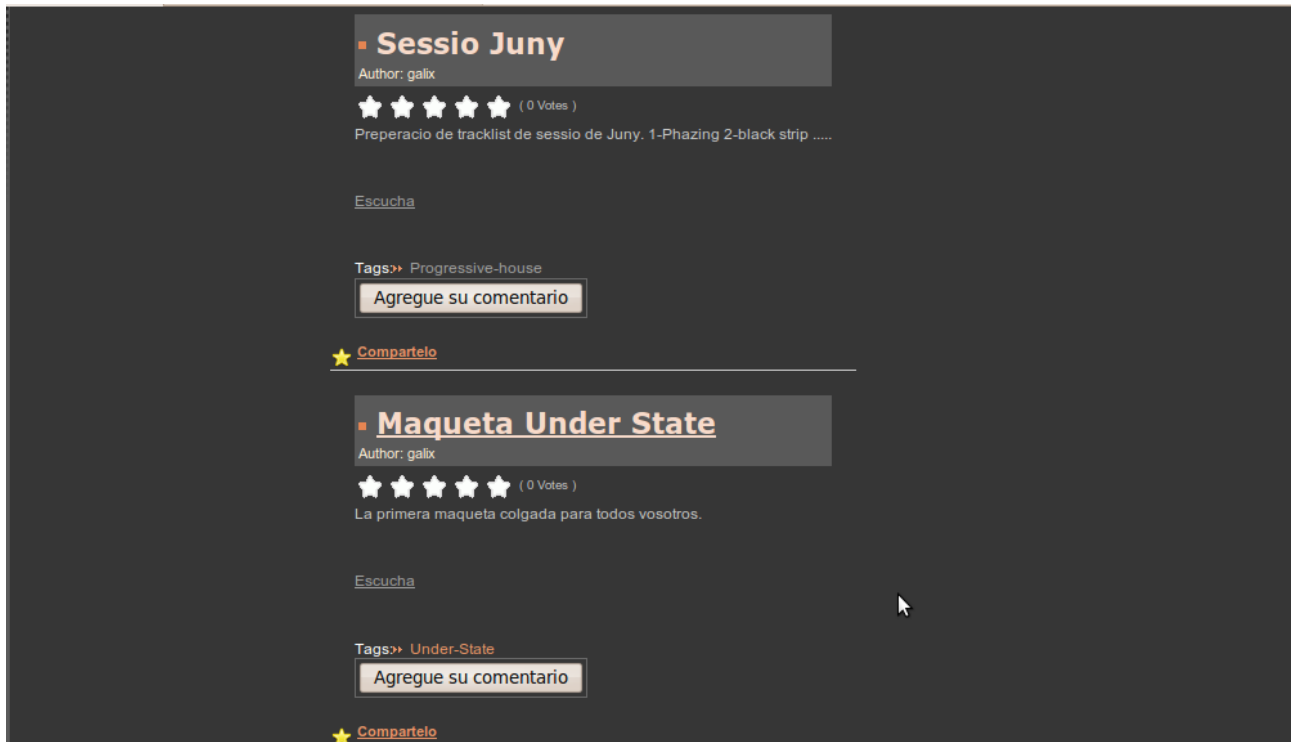 Sessio Juny
Author: galix
( 0 Votes )
Preperacio de tracklist de sessio de Juny. 1-Phazing 2-black strip .....
Escucha
Tags: Progressive-house
Agregue su comentario
Compartelo
Maqueta Under State
Author: galix
( 0 Votes )
La primera maqueta colgada para todos vosotros.
Escucha
Tags: Under-State
Agregue su comentario
Compartelo